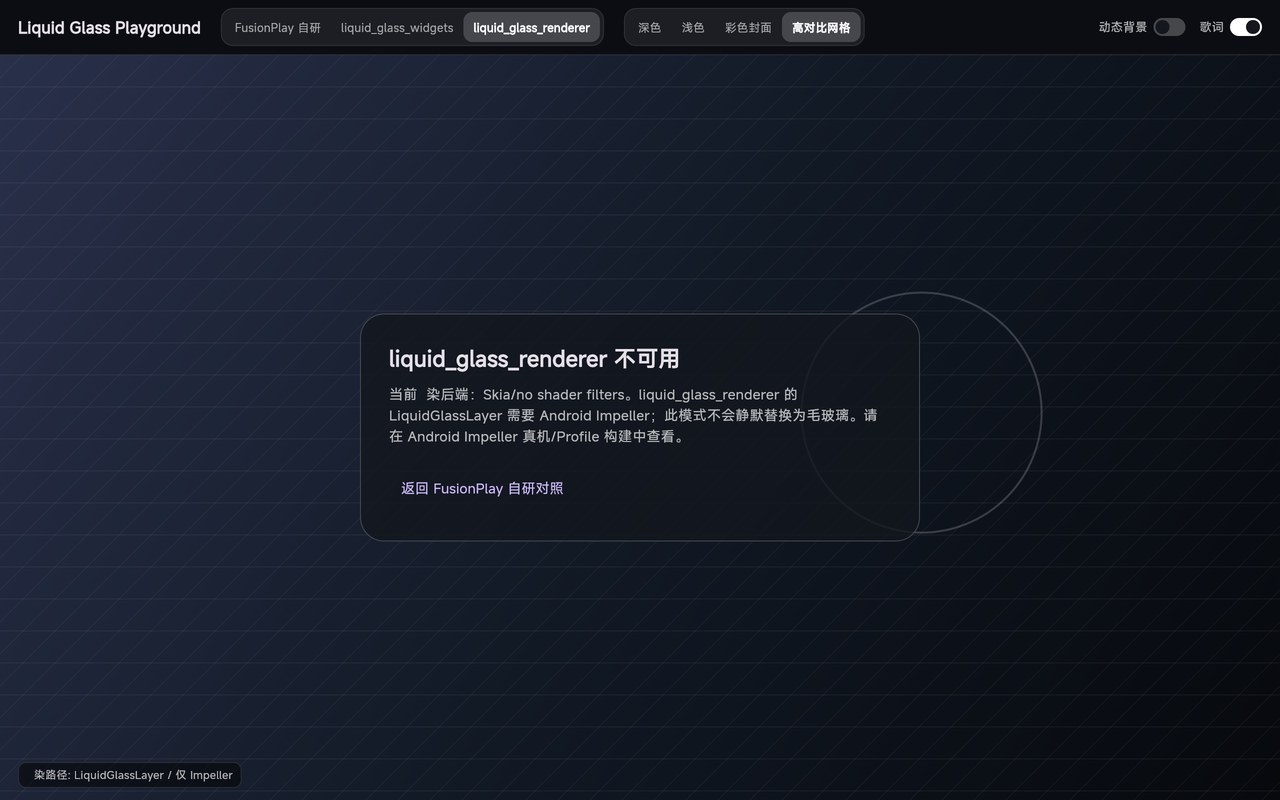 Liquid Glass Playground
FusionPlay 自研
liquid_glass_widgets
liquid_glass_renderer
深色
浅色
彩色封面
高对比网格
动态背景
歌词
liquid_glass_renderer 不可用
当前  染后端：Skia/no shader filters。liquid_glass_renderer 的
LiquidGlassLayer 需要 Android Impeller；此模式不会静默替换为毛玻璃。请
在 Android Impeller 真机/Profile 构建中查看。
返回 FusionPlay 自研对照
染路径: LiquidGlassLayer / 仅 Impeller